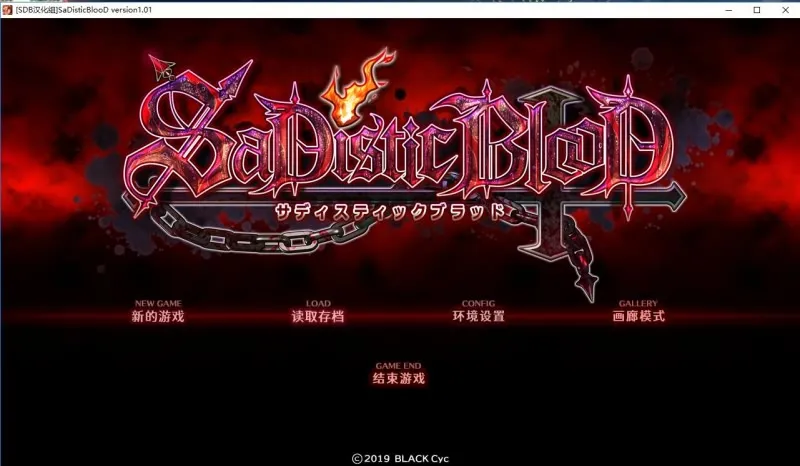 [SDB汉化组]SaDisticBlooD version1.01
SaDisticBlooD
サディスティックブラッド
NEW GAME LOAD CONFIG GALLERY
新的游戏 读取存档 环境设置 画廊模式
GAME END
结束游戏
©2019 BLACK Cyc